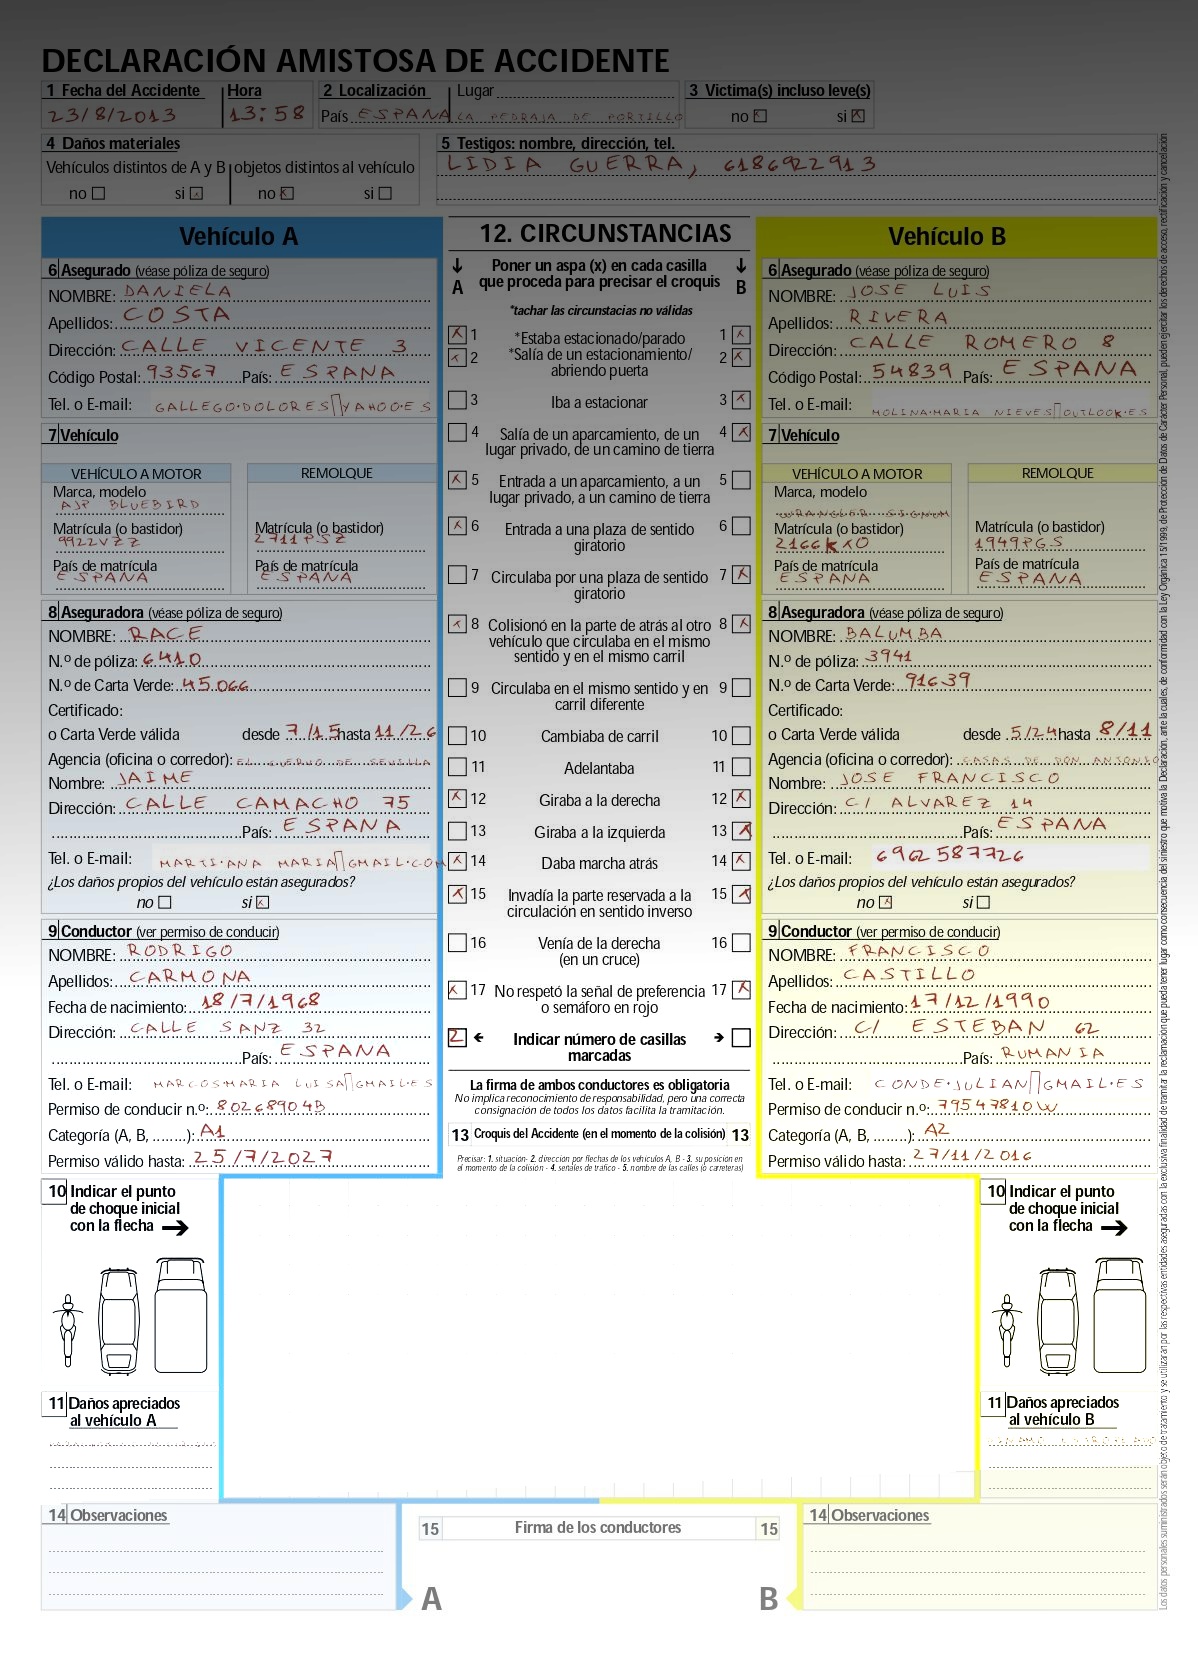 DECLARACIÓN AMISTOSA DE ACCIDENTE
1 Fecha del Accidente Hora 2 Localización Lugar 3 Victima(s) incluso leve(s)
23/8/2013 13:58 País ESPANA LA PEDRAJA DE PORTILLO no X si X
4 Daños materiales
Vehículos distintos de A y B objetos distintos al vehículo
no si X no X si
5 Testigos: nombre, dirección, tel.
LIDIA GUERRA, 6186922913
Vehículo A
6 Asegurado (véase póliza de seguro)
NOMBRE: DANIELA
Apellidos: COSTA
Dirección: CALLE VICENTE 3
Código Postal: 93567 País: ESPANA
Tel. o E-mail: GALLEGO.DOLORES YAHOO.ES
7 Vehículo
VEHÍCULO A MOTOR REMOLQUE
Marca, modelo
AJP BLUEBIRD
Matrícula (o bastidor) Matrícula (o bastidor)
9922VZZ 2711PSZ
País de matrícula País de matrícula
ESPANA ESPANA
8 Aseguradora (véase póliza de seguro)
NOMBRE: RACE
N.º de póliza: 6410
N.º de Carta Verde: 45.066
Certificado:
o Carta Verde válida desde 7/15 hasta 11/26
Agencia (oficina o corredor): EL CUERVO DE SEVILLA
Nombre: JAIME
Dirección: CALLE CAMACHO 75
País: ESPANA
Tel. o E-mail: MARTI.ANA MARIA GMAIL.COM
¿Los daños propios del vehículo están asegurados?
no si X
9 Conductor (ver permiso de conducir)
NOMBRE: RODRIGO
Apellidos: CARMONA
Fecha de nacimiento: 18/7/1968
Dirección: CALLE SANZ 32
País: ESPANA
Tel. o E-mail: MARCOS.MARIA LUISA GMAIL.ES
Permiso de conducir n.º: 80268904B
Categoría (A, B, ........): A1
Permiso válido hasta: 25/7/2027
12. CIRCUNSTANCIAS
A B
Poner un aspa (x) en cada casilla
que proceda para precisar el croquis
*tachar las circunstacias no válidas
X 1 *Estaba estacionado/parado 1 X
X 2 *Salía de un estacionamiento/ 2 X
abriendo puerta
3 Iba a estacionar 3 X
4 Salía de un aparcamiento, de un 4 X
lugar privado, de un camino de tierra
X 5 Entrada a un aparcamiento, a un 5
lugar privado, a un camino de tierra
X 6 Entrada a una plaza de sentido 6
giratorio
7 Circulaba por una plaza de sentido 7 X
giratorio
X 8 Colisionó en la parte de atrás al otro 8 X
vehículo que circulaba en el mismo
sentido y en el mismo carril
9 Circulaba en el mismo sentido y en 9
carril diferente
10 Cambiaba de carril 10
11 Adelantaba 11
X 12 Giraba a la derecha 12 X
13 Giraba a la izquierda 13 X
X 14 Daba marcha atrás 14 X
X 15 Invadía la parte reservada a la 15 X
circulación en sentido inverso
16 Venía de la derecha 16
(en un cruce)
X 17 No respetó la señal de preferencia 17 X
o semáforo en rojo
2 Indicar número de casillas
marcadas
La firma de ambos conductores es obligatoria
No implica reconocimiento de responsabilidad, pero una correcta
consignación de todos los datos facilita la tramitación.
13 Croquis del Accidente (en el momento de la colisión) 13
Precisar: 1. situación- 2. dirección por flechas de los vehículos A, B - 3. su posición en
el momento de la colisión - 4. señales de tráfico - 5. nombre de las calles (o carreteras)
Vehículo B
6 Asegurado (véase póliza de seguro)
NOMBRE: JOSE LUIS
Apellidos: RIVERA
Dirección: CALLE ROMERO 8
Código Postal: 54839 País: ESPANA
Tel. o E-mail: MOLINA.MARIA NIEVES OUTLOOK.ES
7 Vehículo
VEHÍCULO A MOTOR REMOLQUE
Marca, modelo
WRANGLER SIGNUM
Matrícula (o bastidor) Matrícula (o bastidor)
2166KXO 1949PGS
País de matrícula País de matrícula
ESPANA ESPANA
8 Aseguradora (véase póliza de seguro)
NOMBRE: BALUMBA
N.º de póliza: 3941
N.º de Carta Verde: 91639
Certificado:
o Carta Verde válida desde 5/24 hasta 8/11
Agencia (oficina o corredor): CASAS DE DON ANTONIO
Nombre: JOSE FRANCISCO
Dirección: C/ ALVAREZ 14
País: ESPANA
Tel. o E-mail: 6962587726
¿Los daños propios del vehículo están asegurados?
no X si
9 Conductor (ver permiso de conducir)
NOMBRE: FRANCISCO
Apellidos: CASTILLO
Fecha de nacimiento: 17/12/1990
Dirección: C/ ESTEBAN 62
País: RUMANIA
Tel. o E-mail: CONDE.JULIAN GMAIL.ES
Permiso de conducir n.º: 79547810W
Categoría (A, B, ........): A2
Permiso válido hasta: 27/11/2016
10 Indicar el punto
de choque inicial
con la flecha
11 Daños apreciados
al vehículo A
10 Indicar el punto
de choque inicial
con la flecha
11 Daños apreciados
al vehículo B
14 Observaciones
15 Firma de los conductores 15
A B
14 Observaciones
Los datos personales suministrados serán objeto de tratamiento y se utilizaran por las respectivas entidades aseguradas con la exclusiva finalidad de tramitar la reclamación que pueda tener lugar como consecuencia del siniestro que motiva la Declaración, ante la cuales, de conformidad con la Ley Orgánica 15/1999, de Protección de Datos de Carácter Personal, pueden ejercitar los derechos de acceso, rectificación y cancelación